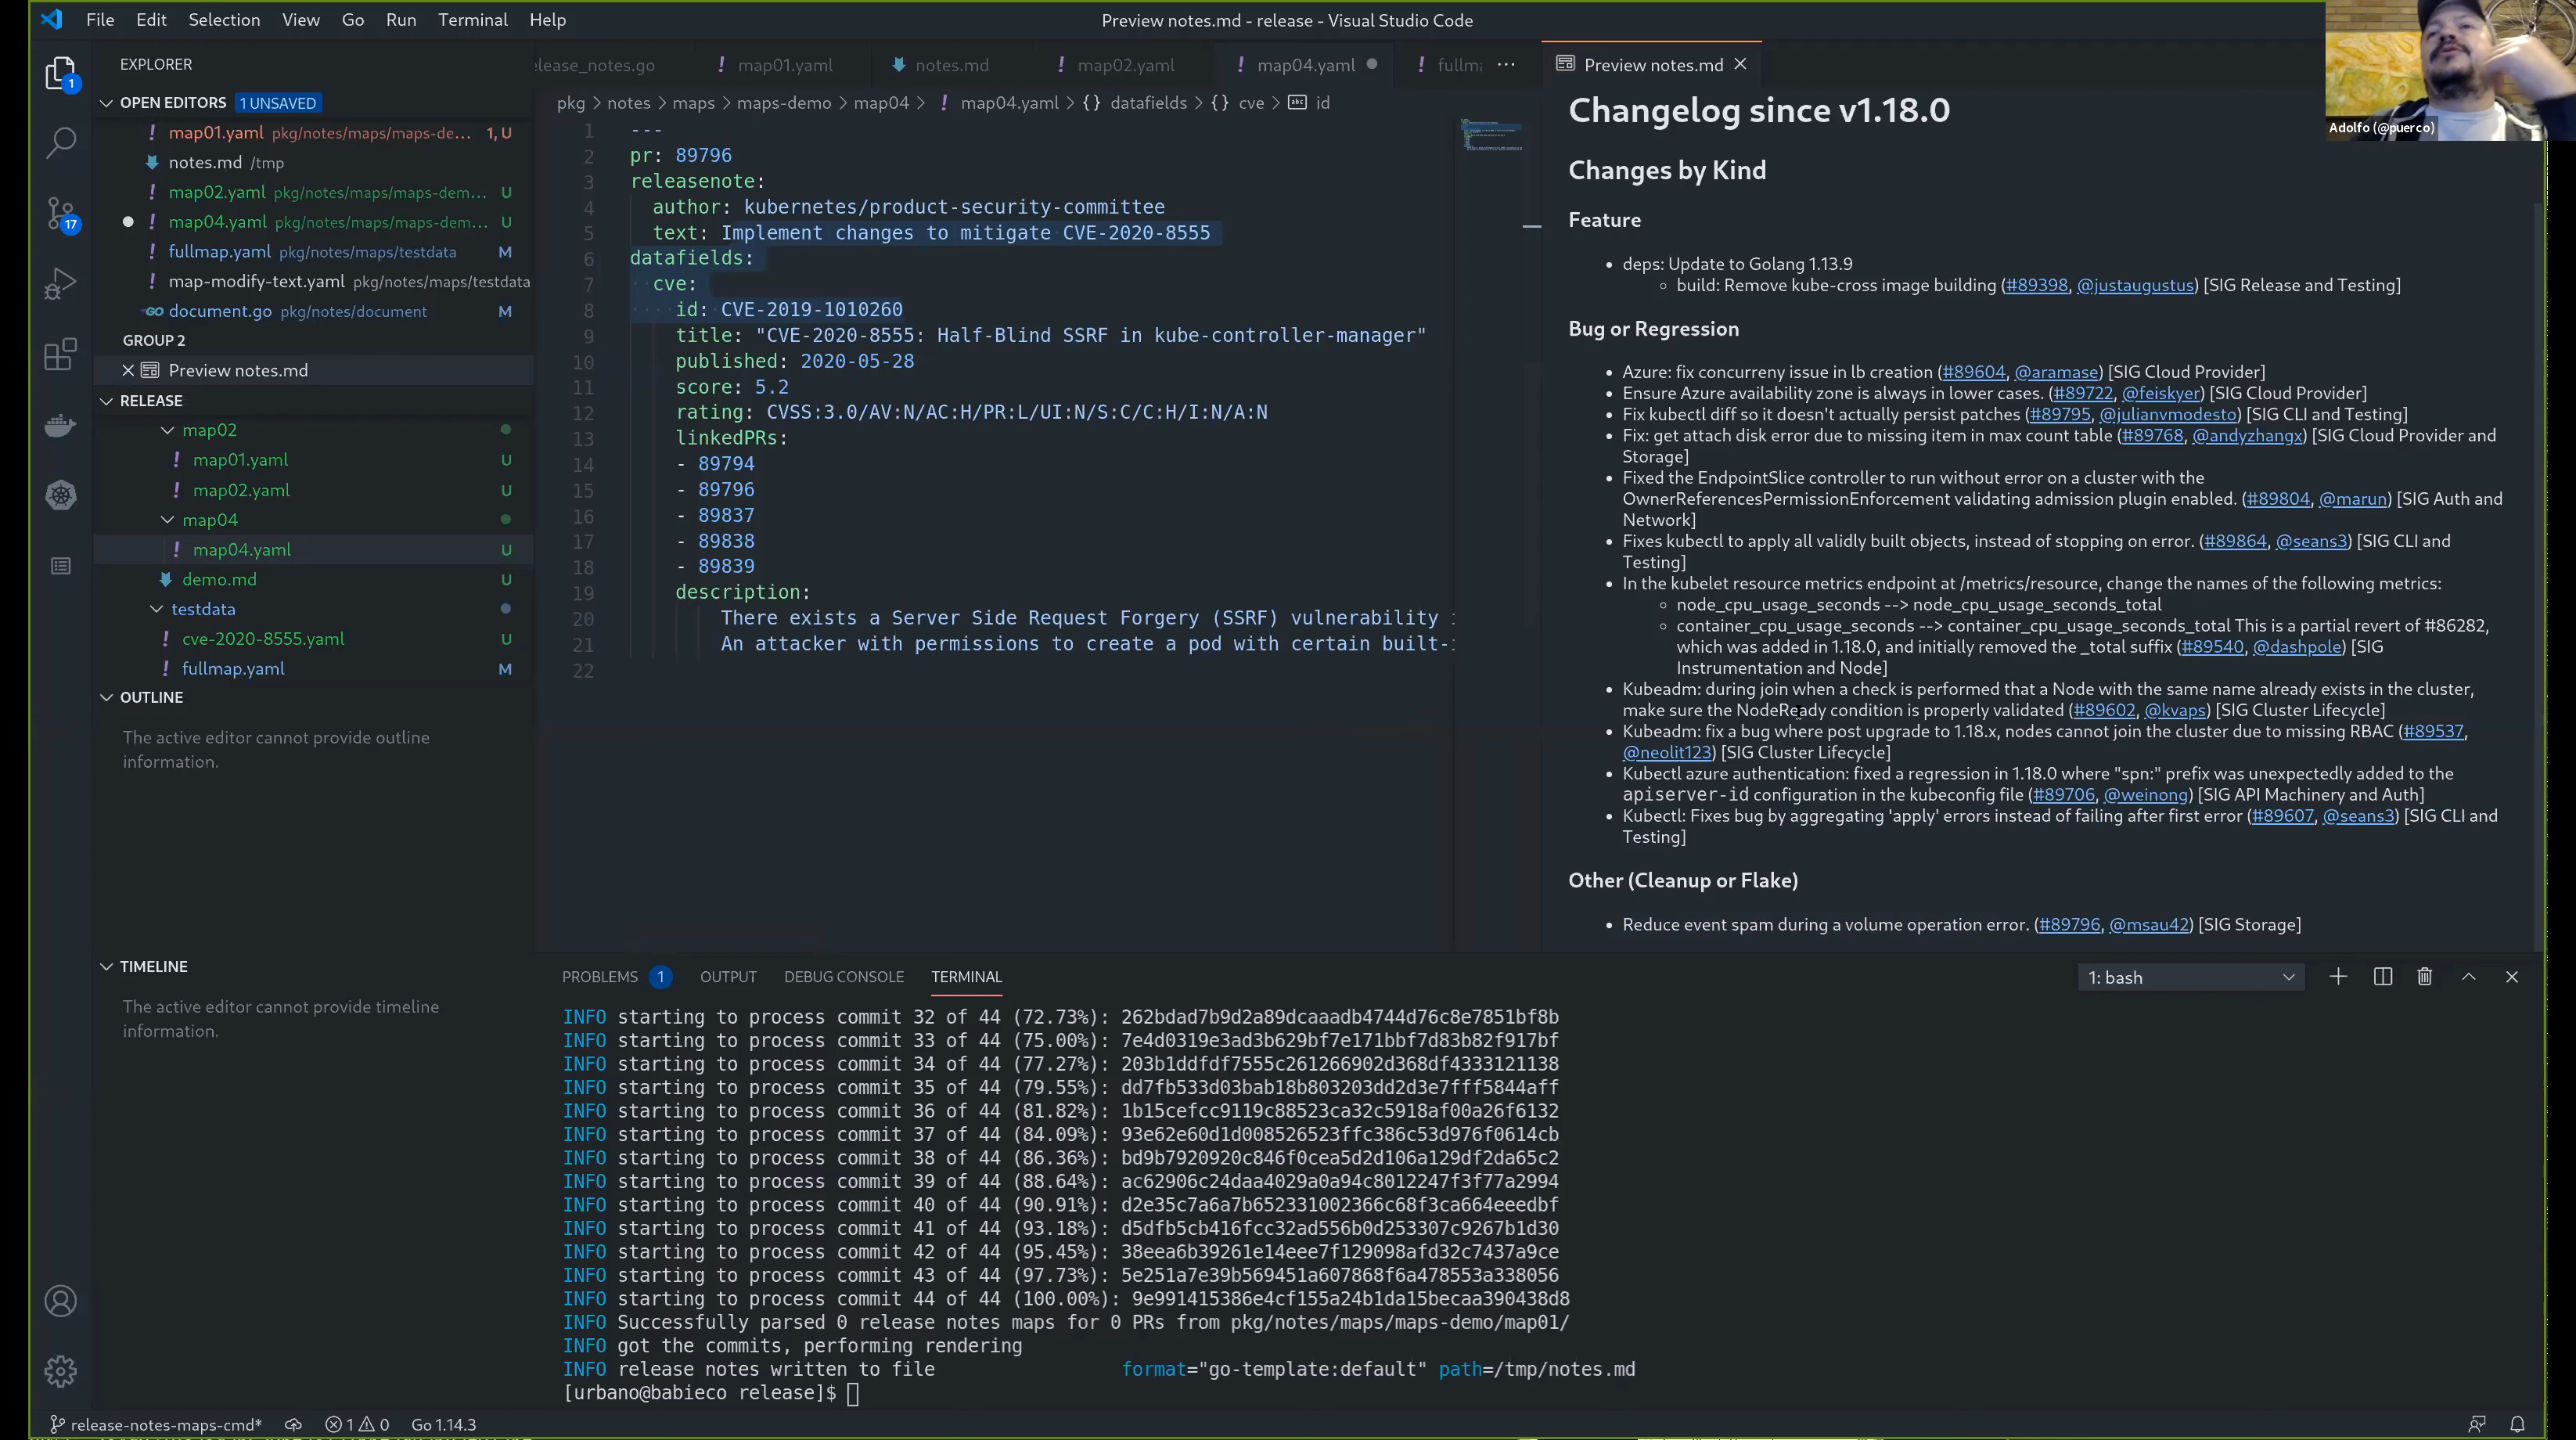 File Edit Selection View Go Run Terminal Help
Preview notes.md - release - Visual Studio Code
Adolfo (@puerco)
EXPLORER
OPEN EDITORS 1 UNSAVED
! map01.yaml pkg/notes/maps/maps-de... 1, U
notes.md /tmp
! map02.yaml pkg/notes/maps/maps-dem... U
! map04.yaml pkg/notes/maps/maps-dem... U
! fullmap.yaml pkg/notes/maps/testdata M
! map-modify-text.yaml pkg/notes/maps/testdata
document.go pkg/notes/document M
GROUP 2
Preview notes.md
RELEASE
map02
! map01.yaml U
! map02.yaml U
map04
! map04.yaml U
demo.md U
testdata
! cve-2020-8555.yaml U
! fullmap.yaml M
OUTLINE
The active editor cannot provide outline
information.
TIMELINE
The active editor cannot provide timeline
information.
1
17
elease_notes.go ! map01.yaml notes.md ! map02.yaml ! map04.yaml ! fullma ...
pkg > notes > maps > maps-demo > map04 > ! map04.yaml > {} datafields > {} cve > abc id
1 ---
2 pr: 89796
3 releasenote:
4 author: kubernetes/product-security-committee
5 text: Implement changes to mitigate CVE-2020-8555
6 datafields:
7 cve:
8 id: CVE-2019-1010260
9 title: "CVE-2020-8555: Half-Blind SSRF in kube-controller-manager"
10 published: 2020-05-28
11 score: 5.2
12 rating: CVSS:3.0/AV:N/AC:H/PR:L/UI:N/S:C/C:H/I:N/A:N
13 linkedPRs:
14 - 89794
15 - 89796
16 - 89837
17 - 89838
18 - 89839
19 description:
20 There exists a Server Side Request Forgery (SSRF) vulnerability
21 An attacker with permissions to create a pod with certain built-
22
Preview notes.md
Changelog since v1.18.0
Changes by Kind
Feature
• deps: Update to Golang 1.13.9
◦ build: Remove kube-cross image building (#89398, @justaugustus) [SIG Release and Testing]
Bug or Regression
• Azure: fix concurreny issue in lb creation (#89604, @aramase) [SIG Cloud Provider]
• Ensure Azure availability zone is always in lower cases. (#89722, @feiskyer) [SIG Cloud Provider]
• Fix kubectl diff so it doesn't actually persist patches (#89795, @julianvmodesto) [SIG CLI and Testing]
• Fix: get attach disk error due to missing item in max count table (#89768, @andyzhangx) [SIG Cloud Provider and
Storage]
• Fixed the EndpointSlice controller to run without error on a cluster with the
OwnerReferencesPermissionEnforcement validating admission plugin enabled. (#89804, @marun) [SIG Auth and
Network]
• Fixes kubectl to apply all validly built objects, instead of stopping on error. (#89864, @seans3) [SIG CLI and
Testing]
• In the kubelet resource metrics endpoint at /metrics/resource, change the names of the following metrics:
◦ node_cpu_usage_seconds --> node_cpu_usage_seconds_total
◦ container_cpu_usage_seconds --> container_cpu_usage_seconds_total This is a partial revert of #86282,
which was added in 1.18.0, and initially removed the _total suffix (#89540, @dashpole) [SIG
Instrumentation and Node]
• Kubeadm: during join when a check is performed that a Node with the same name already exists in the cluster,
make sure the NodeReady condition is properly validated (#89602, @kvaps) [SIG Cluster Lifecycle]
• Kubeadm: fix a bug where post upgrade to 1.18.x, nodes cannot join the cluster due to missing RBAC (#89537,
@neolit123) [SIG Cluster Lifecycle]
• Kubectl azure authentication: fixed a regression in 1.18.0 where "spn:" prefix was unexpectedly added to the
apiserver-id configuration in the kubeconfig file (#89706, @weinong) [SIG API Machinery and Auth]
• Kubectl: Fixes bug by aggregating 'apply' errors instead of failing after first error (#89607, @seans3) [SIG CLI and
Testing]
Other (Cleanup or Flake)
• Reduce event spam during a volume operation error. (#89796, @msau42) [SIG Storage]
PROBLEMS 1 OUTPUT DEBUG CONSOLE TERMINAL 1: bash
INFO starting to process commit 32 of 44 (72.73%): 262bdad7b9d2a89dcaaadb4744d76c8e7851bf8b
INFO starting to process commit 33 of 44 (75.00%): 7e4d0319e3ad3b629bf7e171bbf7d83b82f917bf
INFO starting to process commit 34 of 44 (77.27%): 203b1ddfdf7555c261266902d368df4333121138
INFO starting to process commit 35 of 44 (79.55%): dd7fb533d03bab18b803203dd2d3e7fff5844aff
INFO starting to process commit 36 of 44 (81.82%): 1b15cefcc9119c88523ca32c5918af00a26f6132
INFO starting to process commit 37 of 44 (84.09%): 93e62e60d1d008526523ffc386c53d976f0614cb
INFO starting to process commit 38 of 44 (86.36%): bd9b7920920c846f0cea5d2d106a129df2da65c2
INFO starting to process commit 39 of 44 (88.64%): ac62906c24daa4029a0a94c8012247f3f77a2994
INFO starting to process commit 40 of 44 (90.91%): d2e35c7a6a7b652331002366c68f3ca664eeedbf
INFO starting to process commit 41 of 44 (93.18%): d5dfb5cb416fcc32ad556b0d253307c9267b1d30
INFO starting to process commit 42 of 44 (95.45%): 38eea6b39261e14eee7f129098afd32c7437a9ce
INFO starting to process commit 43 of 44 (97.73%): 5e251a7e39b569451a607868f6a478553a338056
INFO starting to process commit 44 of 44 (100.00%): 9e991415386e4cf155a24b1da15becaa390438d8
INFO Successfully parsed 0 release notes maps for 0 PRs from pkg/notes/maps/maps-demo/map01/
INFO got the commits, performing rendering
INFO release notes written to file format="go-template:default" path=/tmp/notes.md
[urbano@babieco release]$
release-notes-maps-cmd* 1 0 Go 1.14.3